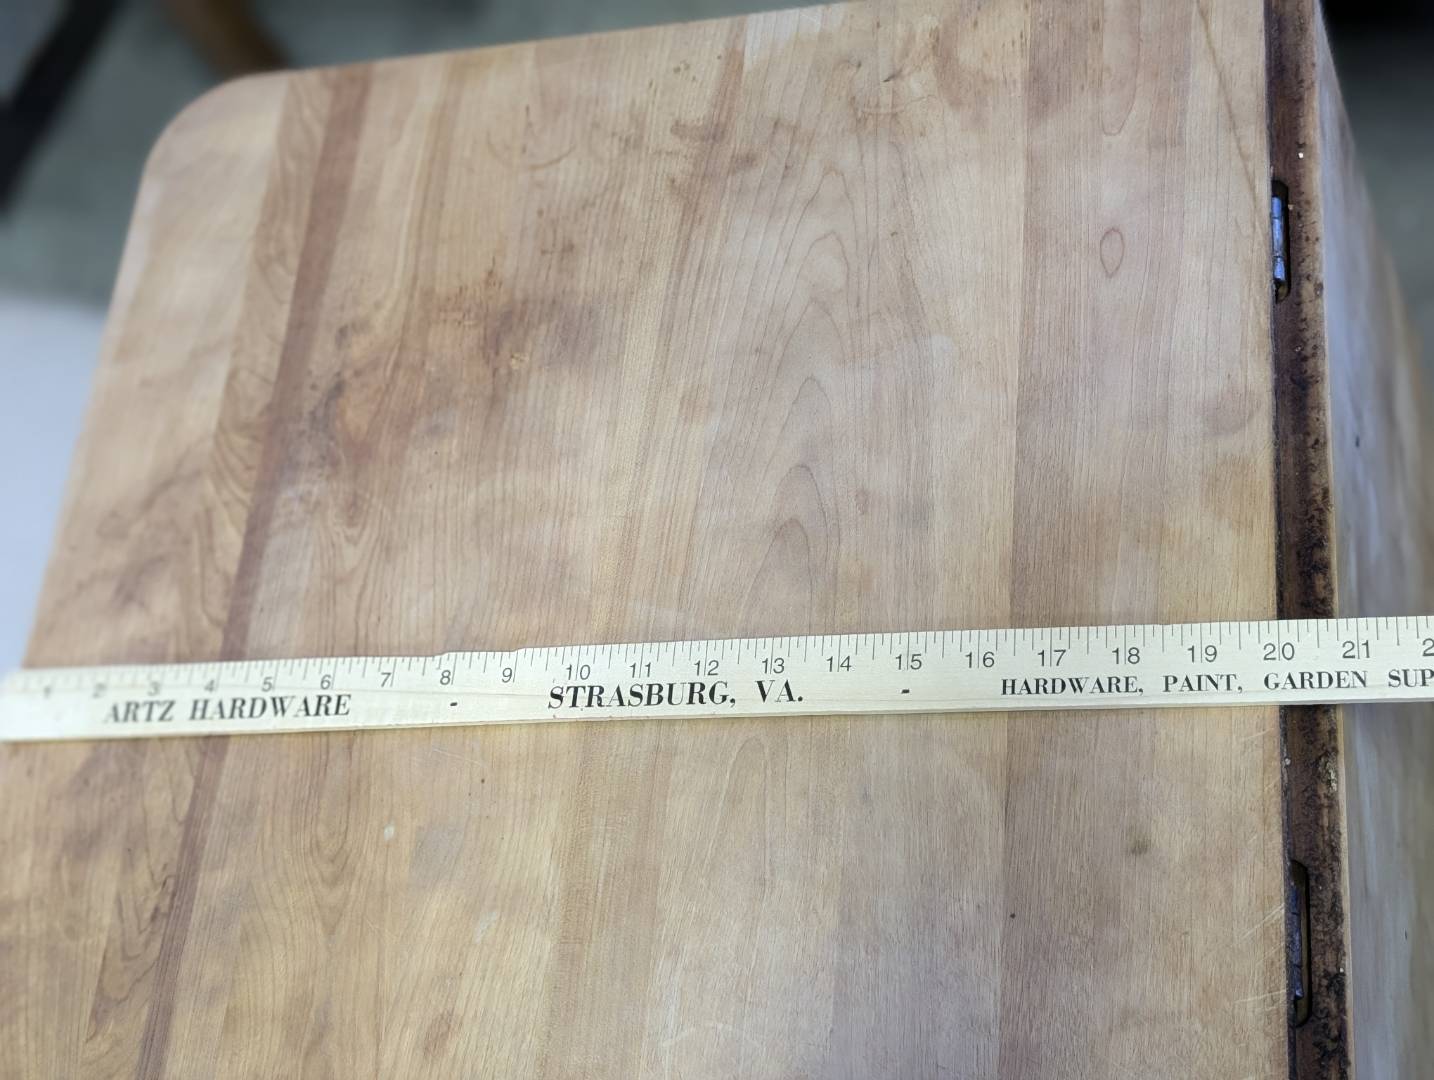 1 2 3 4 5 6 7 8 9 10 11 12 13 14 15 16 17 18 19 20 21 2
ARTZ HARDWARE - STRASBURG, VA. - HARDWARE, PAINT, GARDEN SUP